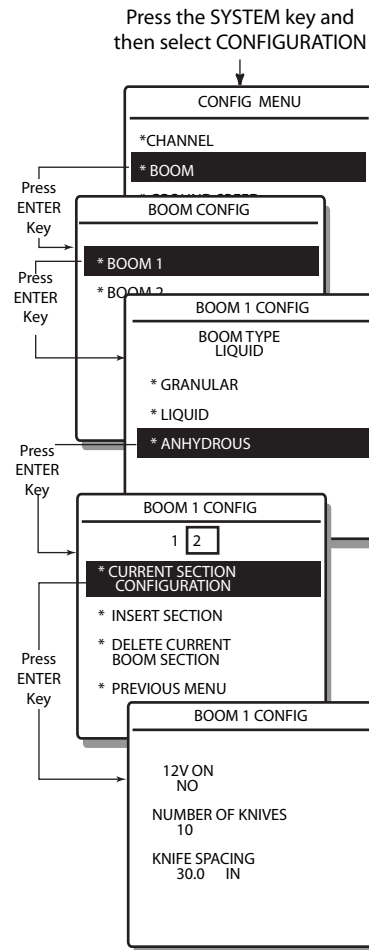 Press the SYSTEM key and
then select CONFIGURATION
CONFIG MENU
*CHANNEL
* BOOM
Press
ENTER
Key
BOOM CONFIG
* BOOM 1
* BOOM 2
Press
ENTER
Key
BOOM 1 CONFIG
BOOM TYPE
LIQUID
* GRANULAR
* LIQUID
* ANHYDROUS
Press
ENTER
Key
BOOM 1 CONFIG
1 2
* CURRENT SECTION
CONFIGURATION
* INSERT SECTION
* DELETE CURRENT
BOOM SECTION
* PREVIOUS MENU
Press
ENTER
Key
BOOM 1 CONFIG
12V ON
NO
NUMBER OF KNIVES
10
KNIFE SPACING
30.0 IN